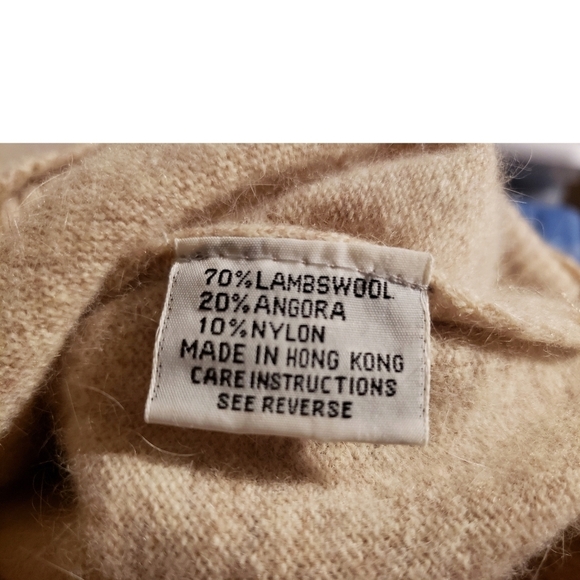 70% LAMBSWOOL
20% ANGORA
10% NYLON
MADE IN HONG KONG
CARE INSTRUCTIONS
SEE REVERSE